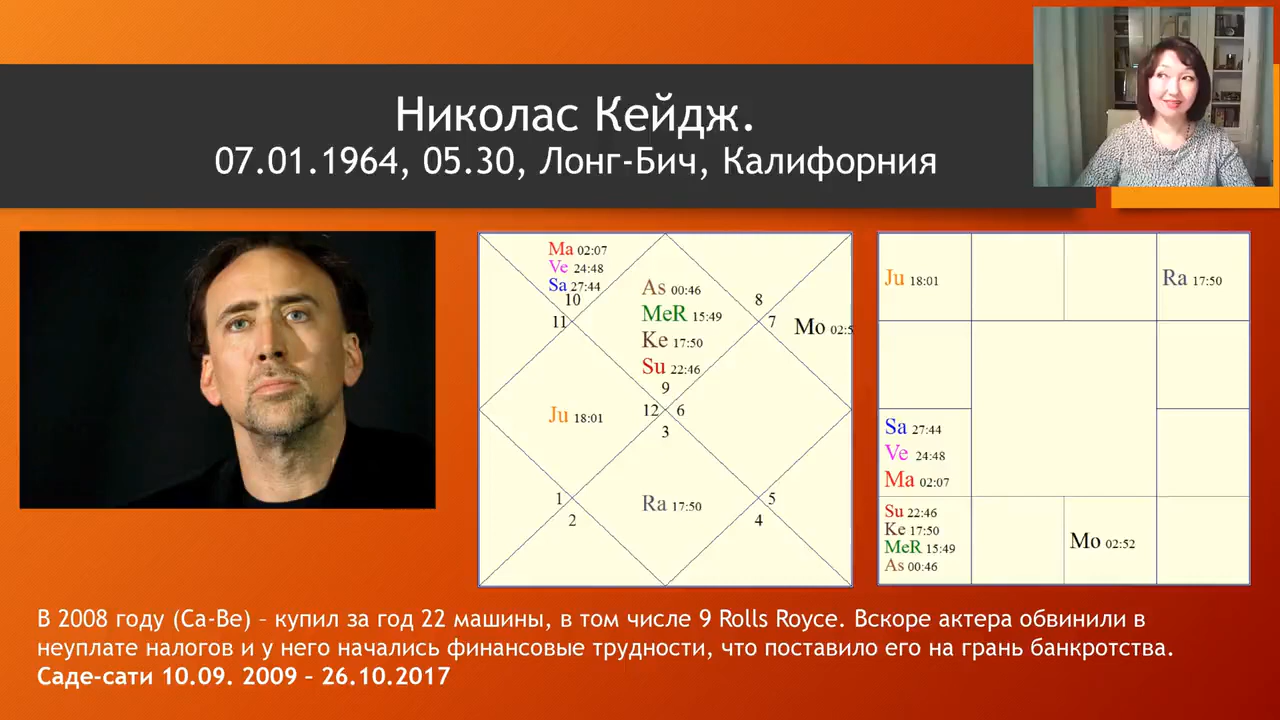 Николас Кейдж.
07.01.1964, 05.30, Лонг-Бич, Калифорния
Ma 02:07
Ve 24:48
Sa 27:44
10
11
As 00:46
MeR 15:49
Ke 17:50
Su 22:46
9
8
7
Mo 02:5
12
6
3
Ju 18:01
1
2
Ra 17:50
5
4
Ju 18:01
Ra 17:50
Sa 27:44
Ve 24:48
Ma 02:07
Su 22:46
Ke 17:50
MeR 15:49
As 00:46
Mo 02:52
В 2008 году (Са-Ве) – купил за год 22 машины, в том числе 9 Rolls Royce. Вскоре актера обвинили в
неуплате налогов и у него начались финансовые трудности, что поставило его на грань банкротства.
Саде-сати 10.09. 2009 – 26.10.2017